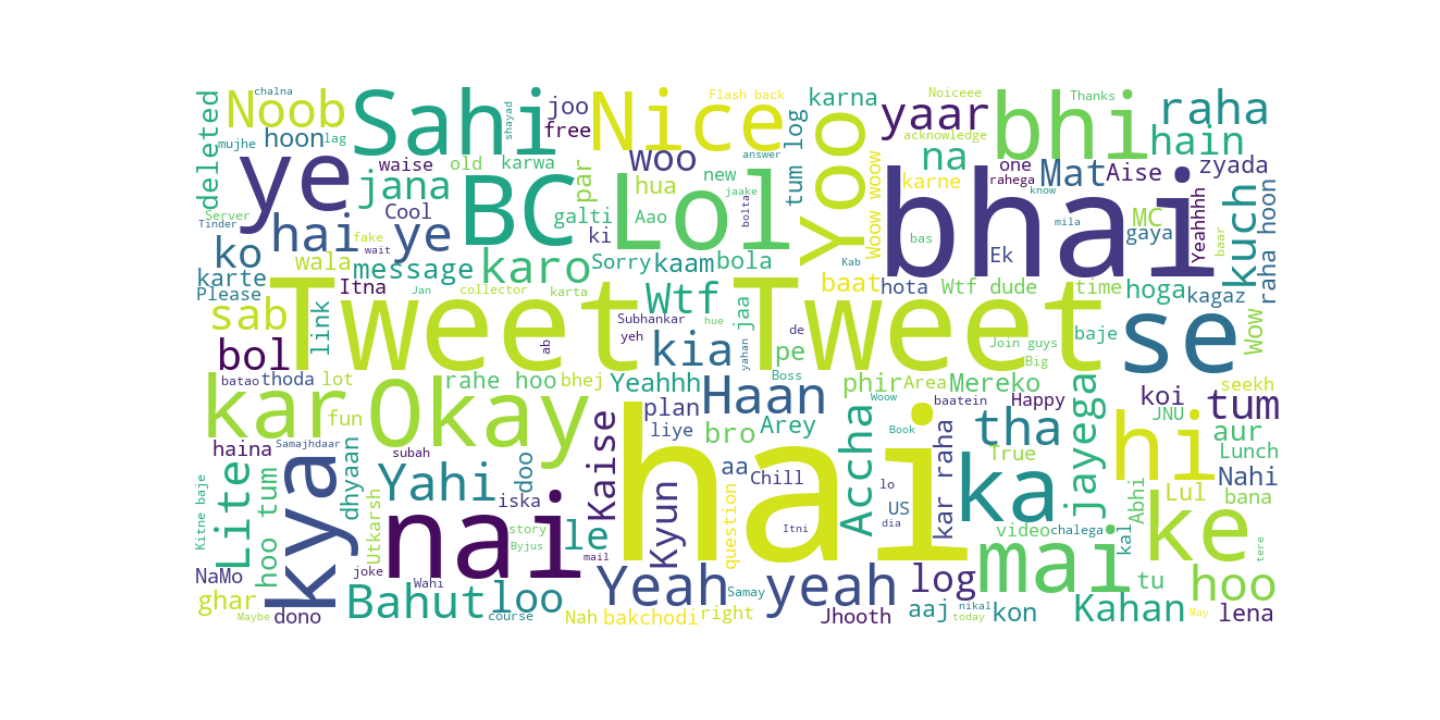 chalna
Flash back
Noiceee
Thanks
deleted
Noob
Sahi
shayad
joo
Nice
karna
yaar
bhi
raha
mujhe
hoon
lag
free
tum log
Yoo
acknowledge
hain
ye
waise
old
karwa
woo
answer
na
one
Mat
Aise
zyada
jana
BC
par
hua
new
Lol
jaake
karne
bhai
rahega
know
kuch
raha hoon
Server
Tinder
Cool
galti
Aao
bolta
Woow woow
MC
Yeahhhh
hai ye
fake
wait
ki
bas
Ek
mila
gaya
baar
ko
wala
message
karo
Sorry
kaam
bola
Kab
karte
Please
Itna
Jan
collector
karta
Wtf
jaa
baat
hota
Wtf dude
time
hoga
kagaz
sab
link
Tweet Tweet
Subhankar
hue
de
se
Wow
ab
yeh
yahan
Join guys
baje
bol
kia
pe
Big
batao
thoda
lot
rahe hoo
bhej
Yeahhh
Boss
phir
Area
Mereko
seekh
kar
Okay
plan
Haan
baatein
Happy
koi
tum
fun
liye
bro
Arey
Woow
JNU
haina
Samajhdaar
subah
Kaise
hai
Accha
Book
tha
jayega
hi
aur
Lunch
kya
dhyaan
Yahi
doo
aa
Chill
kar raha
True
Nahi
Kitne baje
Lite
hoo tum
Utkarsh
nai
iska
Kyun
question
lo
US
ka
Abhi
Lul
bana
story
Byjus
le
Itni
dia
video
chalega
kal
ke
tere
mail
NaMo
joke
Wahi
Yeah yeah
log
mai
tu
hoo
ghar
Bahut
loo
Samay
aaj
nikal
Kahan
Maybe
dono
course
Nah
bakchodi
right
Jhooth
today
kon
May
lena